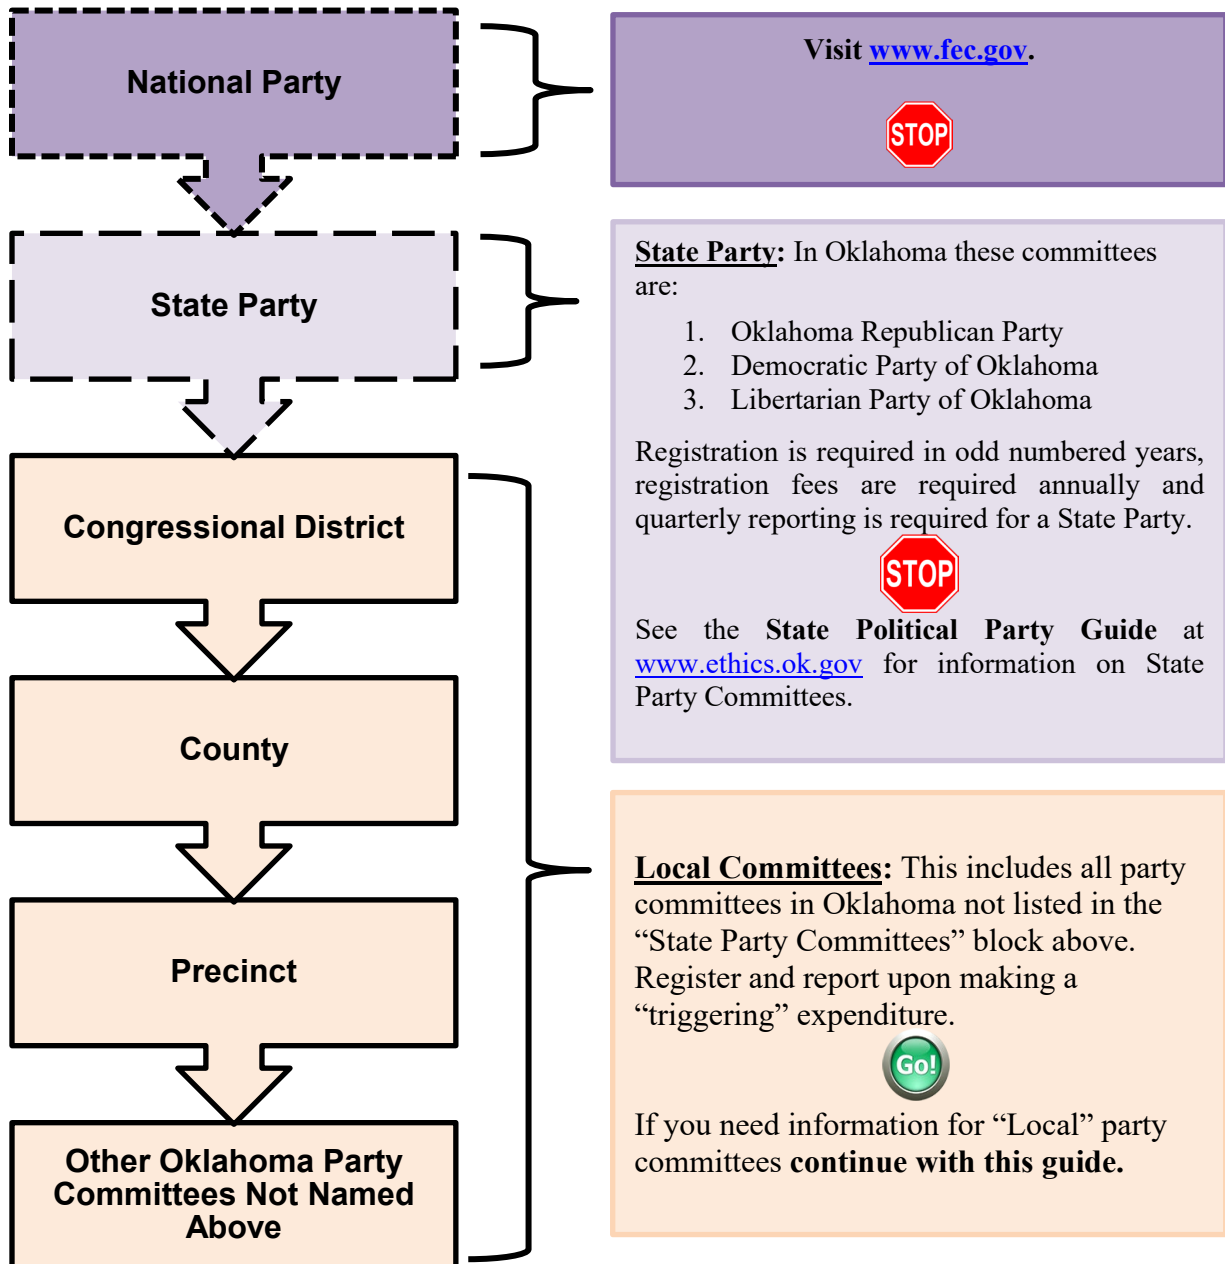 National Party
Visit www.fec.gov.
STOP
State Party
State Party: In Oklahoma these committees
are:
1. Oklahoma Republican Party
2. Democratic Party of Oklahoma
3. Libertarian Party of Oklahoma
Registration is required in odd numbered years,
registration fees are required annually and
quarterly reporting is required for a State Party.
STOP
See the State Political Party Guide at
www.ethics.ok.gov for information on State
Party Committees.
Congressional District
County
Precinct
Other Oklahoma Party
Committees Not Named
Above
Local Committees: This includes all party
committees in Oklahoma not listed in the
“State Party Committees” block above.
Register and report upon making a
“triggering” expenditure.
Go!
If you need information for “Local” party
committees continue with this guide.